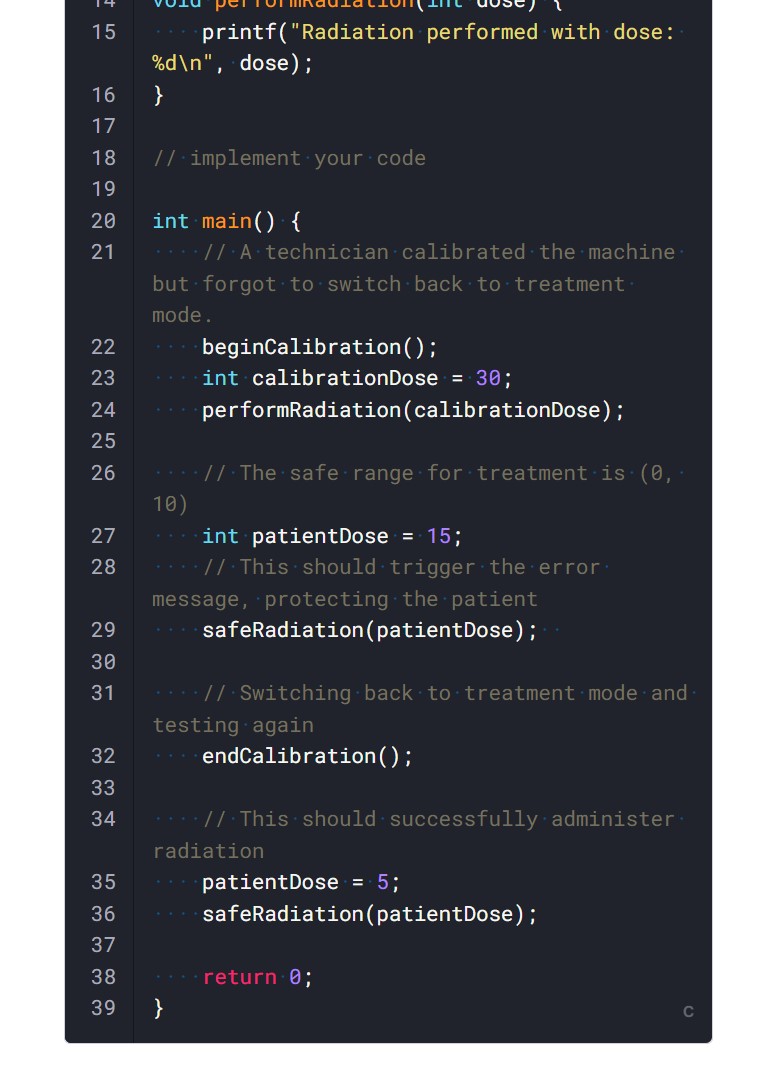 14 void performRadiation(int dose) {
15 printf("Radiation performed with dose:
%d\n", dose);
16 }
17
18 // implement your code
19
20 int main() {
21 // A technician calibrated the machine
but forgot to switch back to treatment
mode.
22 beginCalibration();
23 int calibrationDose = 30;
24 performRadiation(calibrationDose);
25
26 // The safe range for treatment is (0,
10)
27 int patientDose = 15;
28 // This should trigger the error
message, protecting the patient
29 safeRadiation(patientDose);
30
31 // Switching back to treatment mode and
testing again
32 endCalibration();
33
34 // This should successfully administer
radiation
35 patientDose = 5;
36 safeRadiation(patientDose);
37
38 return 0;
39 }
C